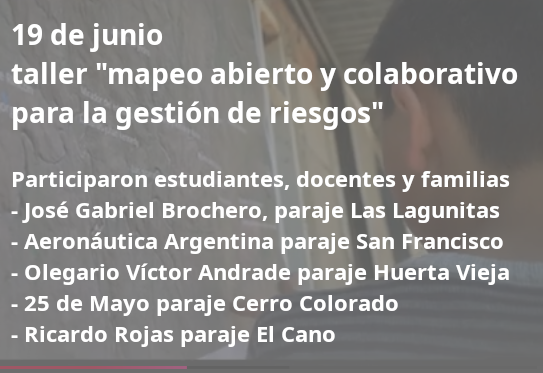 19 de junio
taller "mapeo abierto y colaborativo
para la gestión de riesgos"
Participaron estudiantes, docentes y familias
- José Gabriel Brochero, paraje Las Lagunitas
- Aeronáutica Argentina paraje San Francisco
- Olegario Víctor Andrade paraje Huerta Vieja
- 25 de Mayo paraje Cerro Colorado
- Ricardo Rojas paraje El Cano